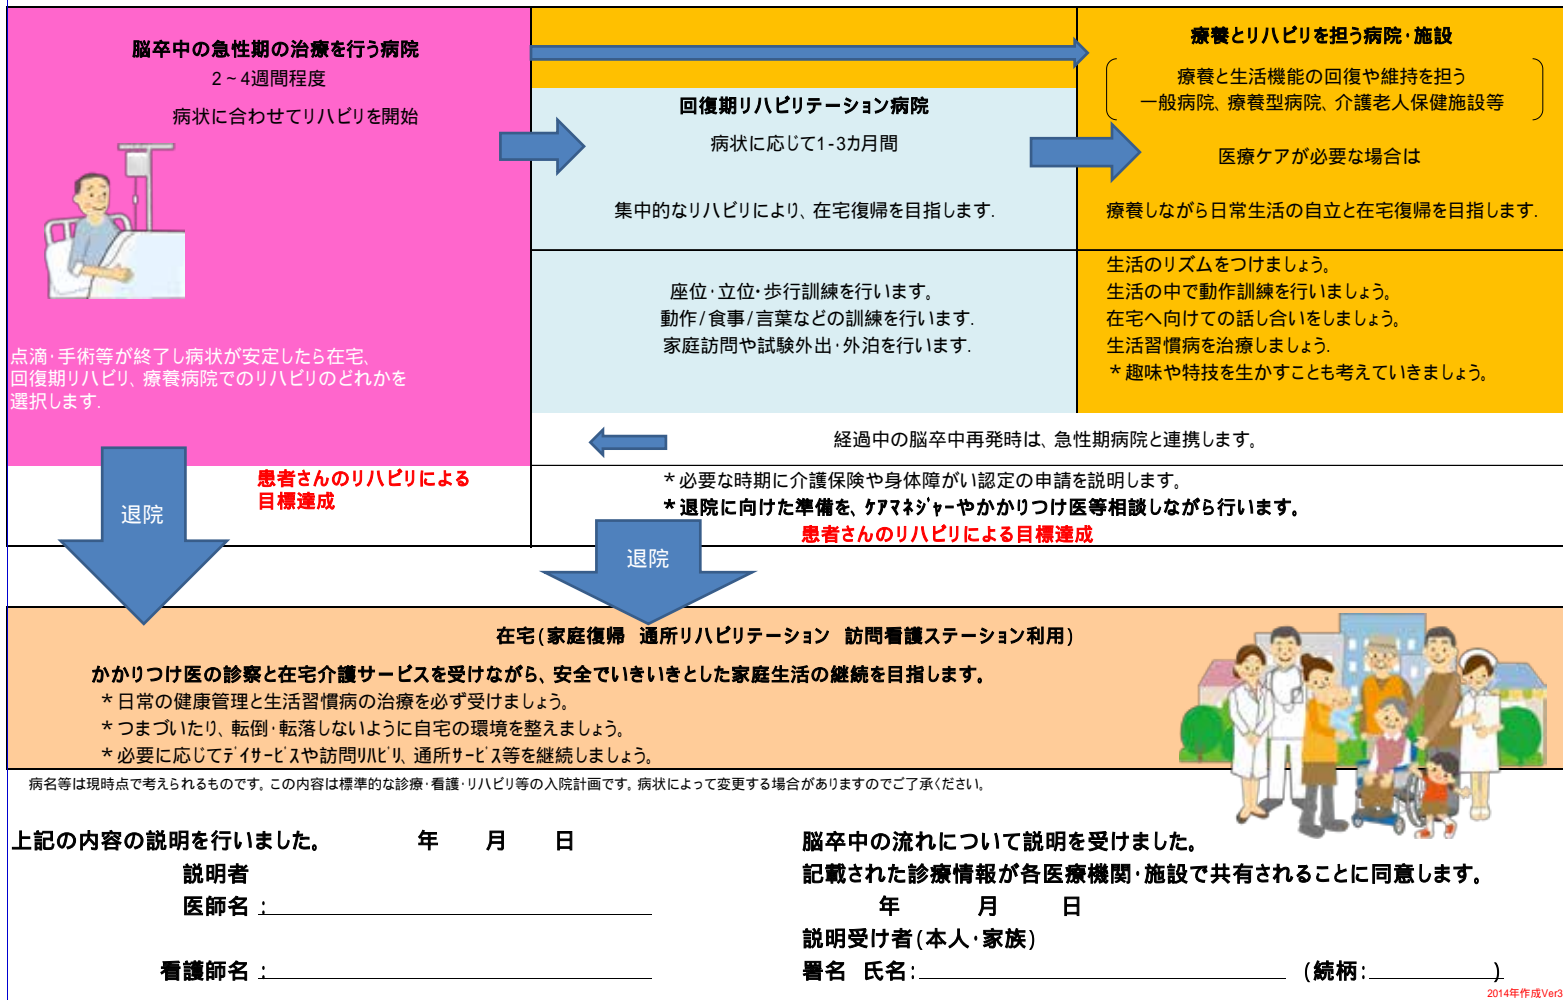 脳卒中の急性期の治療を行う病院
2~4週間程度
病状に合わせてリハビリを開始
点滴・手術等が終了し病状が安定したら在宅、
回復期リハビリ、療養病院でのリハビリのどれかを
選択します.
回復期リハビリテーション病院
病状に応じて1-3カ月間
集中的なリハビリにより、在宅復帰を目指します.
座位・立位・歩行訓練を行います。
動作/食事/言葉などの訓練を行います.
家庭訪問や試験外出・外泊を行います.
療養とリハビリを担う病院・施設
療養と生活機能の回復や維持を担う
一般病院、療養型病院、介護老人保健施設等
医療ケアが必要な場合は
療養しながら日常生活の自立と在宅復帰を目指します.
生活のリズムをつけましょう。
生活の中で動作訓練を行いましょう。
在宅へ向けての話し合いをしましょう。
生活習慣病を治療しましょう.
*趣味や特技を生かすことも考えていきましょう。
経過中の脳卒中再発時は、急性期病院と連携します。
患者さんのリハビリによる
目標達成
退院
*必要な時期に介護保険や身体障がい認定の申請を説明します。
*退院に向けた準備を、ケアマネジャーやかかりつけ医等相談しながら行います。
患者さんのリハビリによる目標達成
退院
在宅(家庭復帰 通所リハビリテーション 訪問看護ステーション利用)
かかりつけ医の診察と在宅介護サービスを受けながら、安全でいきいきとした家庭生活の継続を目指します。
*日常の健康管理と生活習慣病の治療を必ず受けましょう。
*つまづいたり、転倒・転落しないように自宅の環境を整えましょう。
*必要に応じてデイサービスや訪問リハビリ、通所サービス等を継続しましょう。
病名等は現時点で考えられるものです。この内容は標準的な診療・看護・リハビリ等の入院計画です。病状によって変更する場合がありますのでご了承ください。
上記の内容の説明を行いました。 年 月 日
説明者
医師名:
看護師名:
脳卒中の流れについて説明を受けました。
記載された診療情報が各医療機関・施設で共有されることに同意します。
年 月 日
説明受け者(本人・家族)
署名 氏名: (続柄: )
2014年作成Ver3